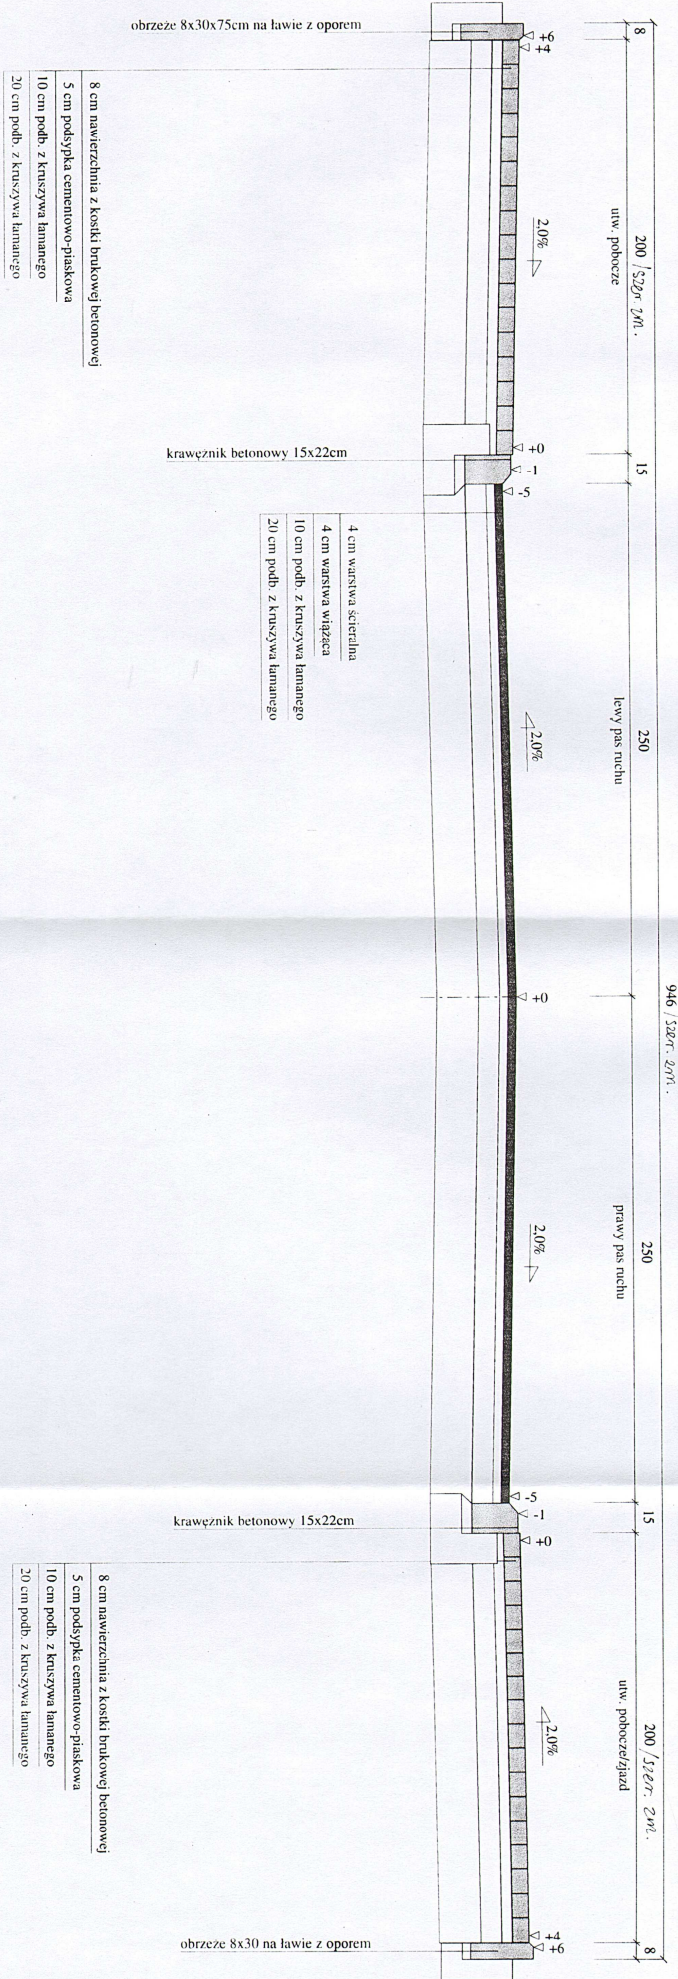 946 / szer. zm.
8
200 / szer. zm.
15
250
250
15
200 / szer. zm.
8
utw. pobocze
lewy pas ruchu
prawy pas ruchu
utw. pobocze/zjazd
+6
+4
2,0%
+0
-1
-5
2,0%
+0
2,0%
-5
-1
+0
2,0%
+4
+6
obrzeże 8x30x75cm na ławie z oporem
8 cm nawierzchnia z kostki brukowej betonowej
5 cm podsypka cementowo-piaskowa
10 cm podb. z kruszywa łamanego
20 cm podb. z kruszywa łamanego
krawężnik betonowy 15x22cm
4 cm warstwa ścieralna
4 cm warstwa wiążąca
10 cm podb. z kruszywa łamanego
20 cm podb. z kruszywa łamanego
krawężnik betonowy 15x22cm
8 cm nawierzchnia z kostki brukowej betonowej
5 cm podsypka cementowo-piaskowa
10 cm podb. z kruszywa łamanego
20 cm podb. z kruszywa łamanego
obrzeże 8x30 na ławie z oporem